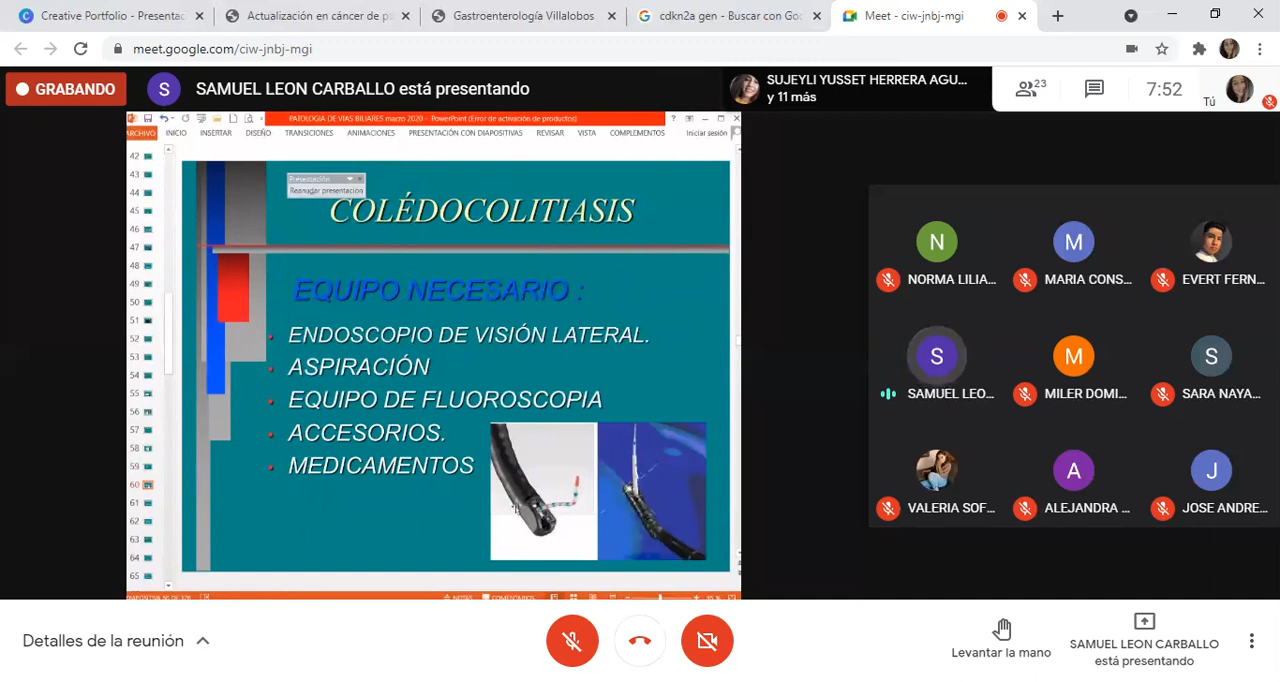 Creative Portfolio - Presentac
Actualización en cáncer de p
Gastroenterología Villalobos
cdkn2a gen - Buscar con Goo
Meet - ciw-jnbj-mgi
meet.google.com/ciw-jnbj-mgi
GRABANDO
S
SAMUEL LEON CARBALLO está presentando
SUJEYLI YUSSET HERRERA AGU...
y 11 más
23
7:52
Tú
PATOLOGIA DE VIAS BILIARES marzo 2020 - PowerPoint (Error de activación de productos)
ARCHIVO INICIO INSERTAR DISEÑO TRANSICIONES ANIMACIONES PRESENTACIÓN CON DIAPOSITIVAS REVISAR VISTA COMPLEMENTOS Iniciar sesión
42
43
44
45
46
47
48
49
50
51
52
53
54
55
56
57
58
59
60
61
62
63
64
65
Presentación
Reanudar presentación
COLÉDOCOLITIASIS
EQUIPO NECESARIO :
• ENDOSCOPIO DE VISIÓN LATERAL.
• ASPIRACIÓN
• EQUIPO DE FLUOROSCOPIA
• ACCESORIOS.
• MEDICAMENTOS
NOTAS
COMENTARIOS
N
NORMA LILIA...
M
MARIA CONS...
EVERT FERN...
S
SAMUEL LEO...
M
MILER DOMI...
S
SARA NAYA...
VALERIA SOF...
A
ALEJANDRA ...
J
JOSE ANDRE...
Detalles de la reunión
Levantar la mano
SAMUEL LEON CARBALLO
está presentando